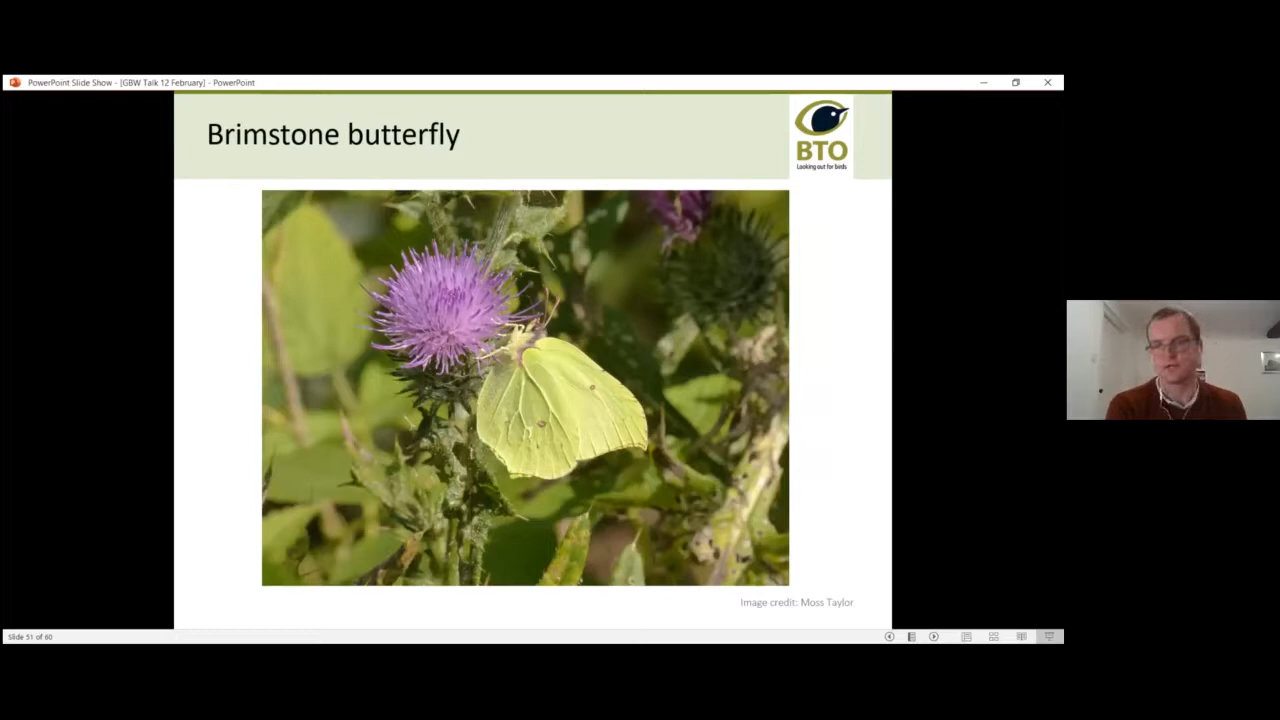 PowerPoint Slide Show - [GBW Talk 12 February] - PowerPoint
Brimstone butterfly
BTO
Looking out for birds
Image credit: Moss Taylor
Slide 51 of 60